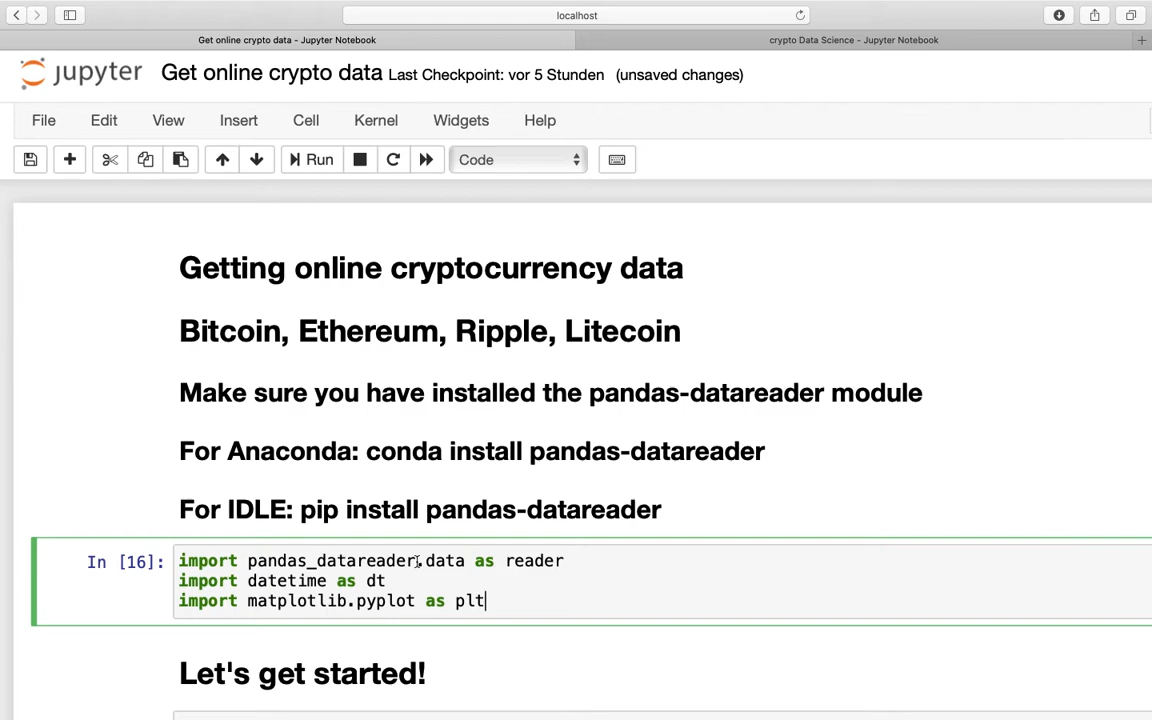 localhost
Get online crypto data - Jupyter Notebook
crypto Data Science - Jupyter Notebook
jupyter Get online crypto data Last Checkpoint: vor 5 Stunden (unsaved changes)
File Edit View Insert Cell Kernel Widgets Help
Run Code
Getting online cryptocurrency data
Bitcoin, Ethereum, Ripple, Litecoin
Make sure you have installed the pandas-datareader module
For Anaconda: conda install pandas-datareader
For IDLE: pip install pandas-datareader
In [16]: import pandas_datareader.data as reader
import datetime as dt
import matplotlib.pyplot as plt
Let's get started!